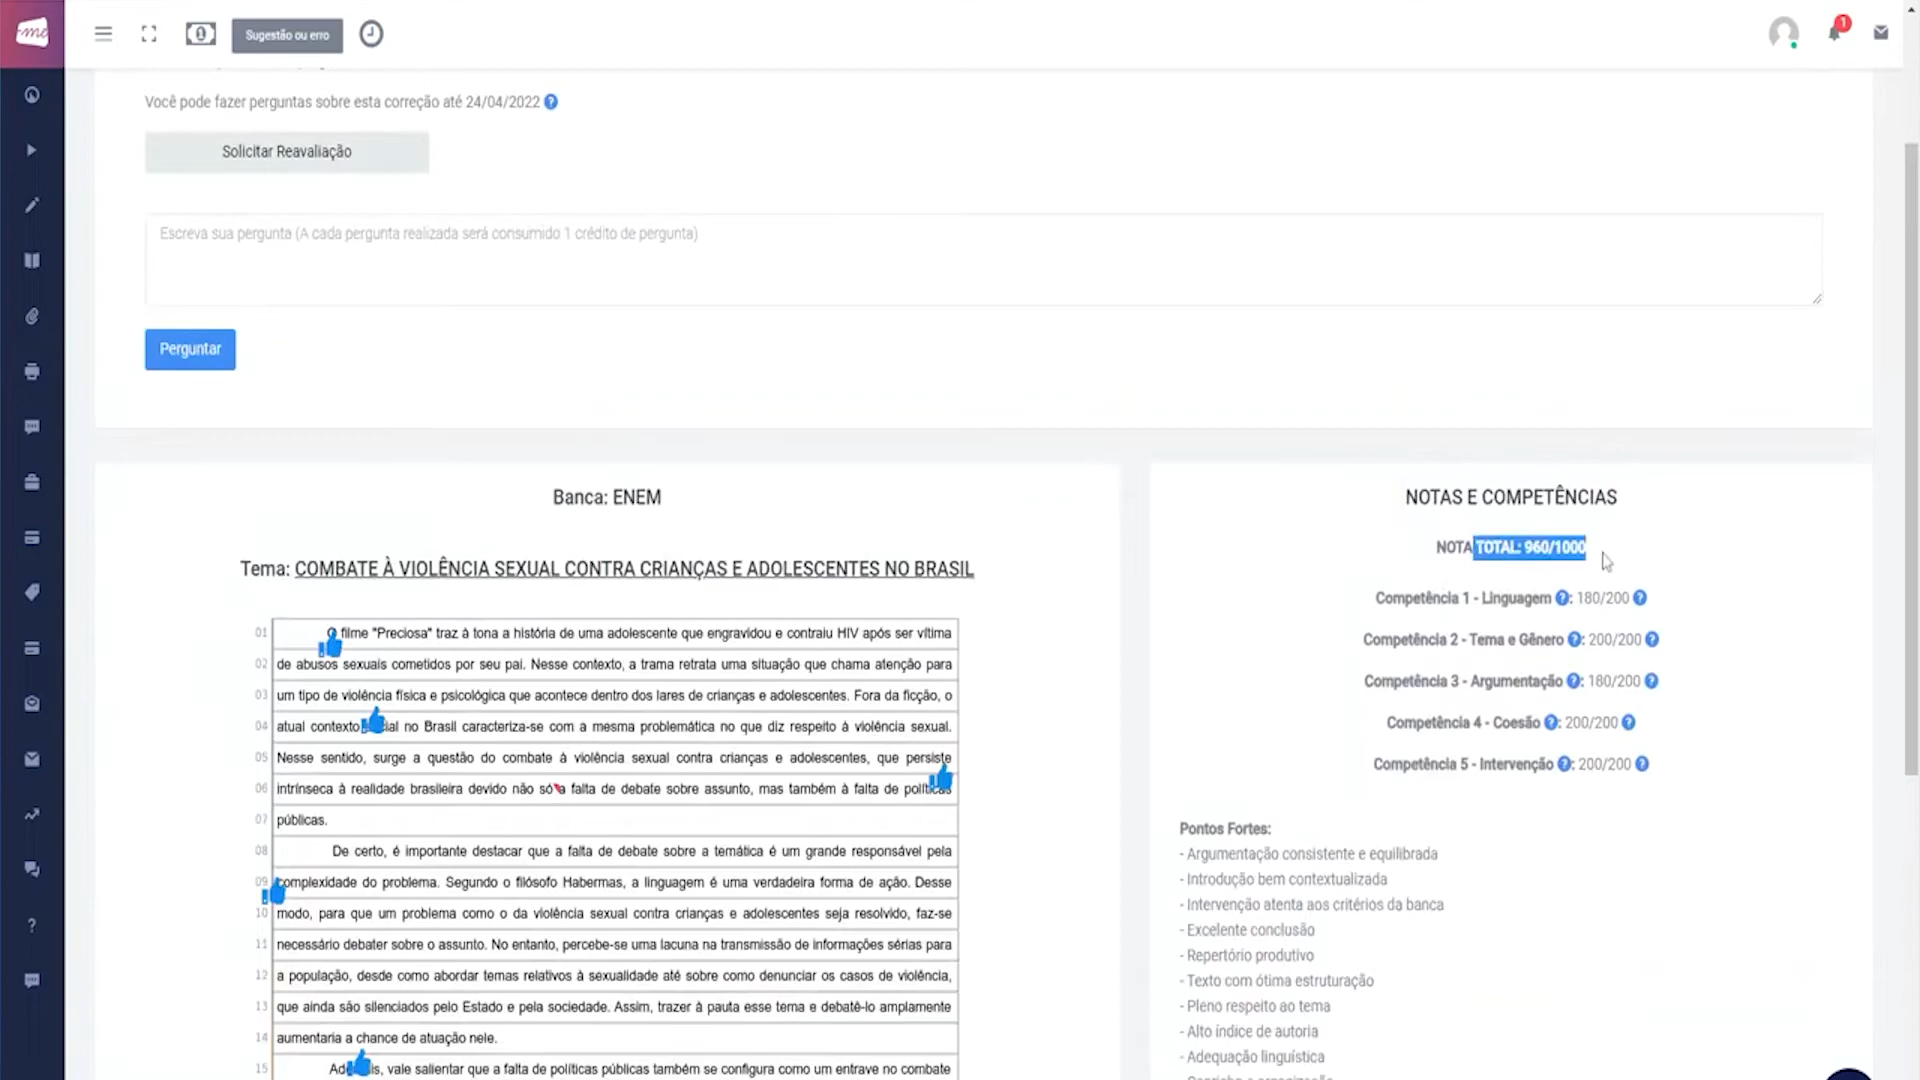 me
Sugestão ou erro
1
Você pode fazer perguntas sobre esta correção até 24/04/2022 ?
Solicitar Reavaliação
Escreva sua pergunta (A cada pergunta realizada será consumido 1 crédito de pergunta)
Perguntar
Banca: ENEM
Tema: COMBATE À VIOLÊNCIA SEXUAL CONTRA CRIANÇAS E ADOLESCENTES NO BRASIL
01 O filme "Preciosa" traz à tona a história de uma adolescente que engravidou e contraiu HIV após ser vítima
02 de abusos sexuais cometidos por seu pai. Nesse contexto, a trama retrata uma situação que chama atenção para
03 um tipo de violência física e psicológica que acontece dentro dos lares de crianças e adolescentes. Fora da ficção, o
04 atual contexto social no Brasil caracteriza-se com a mesma problemática no que diz respeito à violência sexual.
05 Nesse sentido, surge a questão do combate à violência sexual contra crianças e adolescentes, que persiste
06 intrínseca à realidade brasileira devido não só a falta de debate sobre assunto, mas também à falta de políticas
07 públicas.
08 De certo, é importante destacar que a falta de debate sobre a temática é um grande responsável pela
09 complexidade do problema. Segundo o filósofo Habermas, a linguagem é uma verdadeira forma de ação. Desse
10 modo, para que um problema como o da violência sexual contra crianças e adolescentes seja resolvido, faz-se
11 necessário debater sobre o assunto. No entanto, percebe-se uma lacuna na transmissão de informações sérias para
12 a população, desde como abordar temas relativos à sexualidade até sobre como denunciar os casos de violência,
13 que ainda são silenciados pelo Estado e pela sociedade. Assim, trazer à pauta esse tema e debatê-lo amplamente
14 aumentaria a chance de atuação nele.
15 Ademais, vale salientar que a falta de políticas públicas também se configura como um entrave no combate
NOTAS E COMPETÊNCIAS
NOTA TOTAL: 960/1000
Competência 1 - Linguagem ?: 180/200 ?
Competência 2 - Tema e Gênero ?: 200/200 ?
Competência 3 - Argumentação ?: 180/200 ?
Competência 4 - Coesão ?: 200/200 ?
Competência 5 - Intervenção ?: 200/200 ?
Pontos Fortes:
- Argumentação consistente e equilibrada
- Introdução bem contextualizada
- Intervenção atenta aos critérios da banca
- Excelente conclusão
- Repertório produtivo
- Texto com ótima estruturação
- Pleno respeito ao tema
- Alto índice de autoria
- Adequação linguística